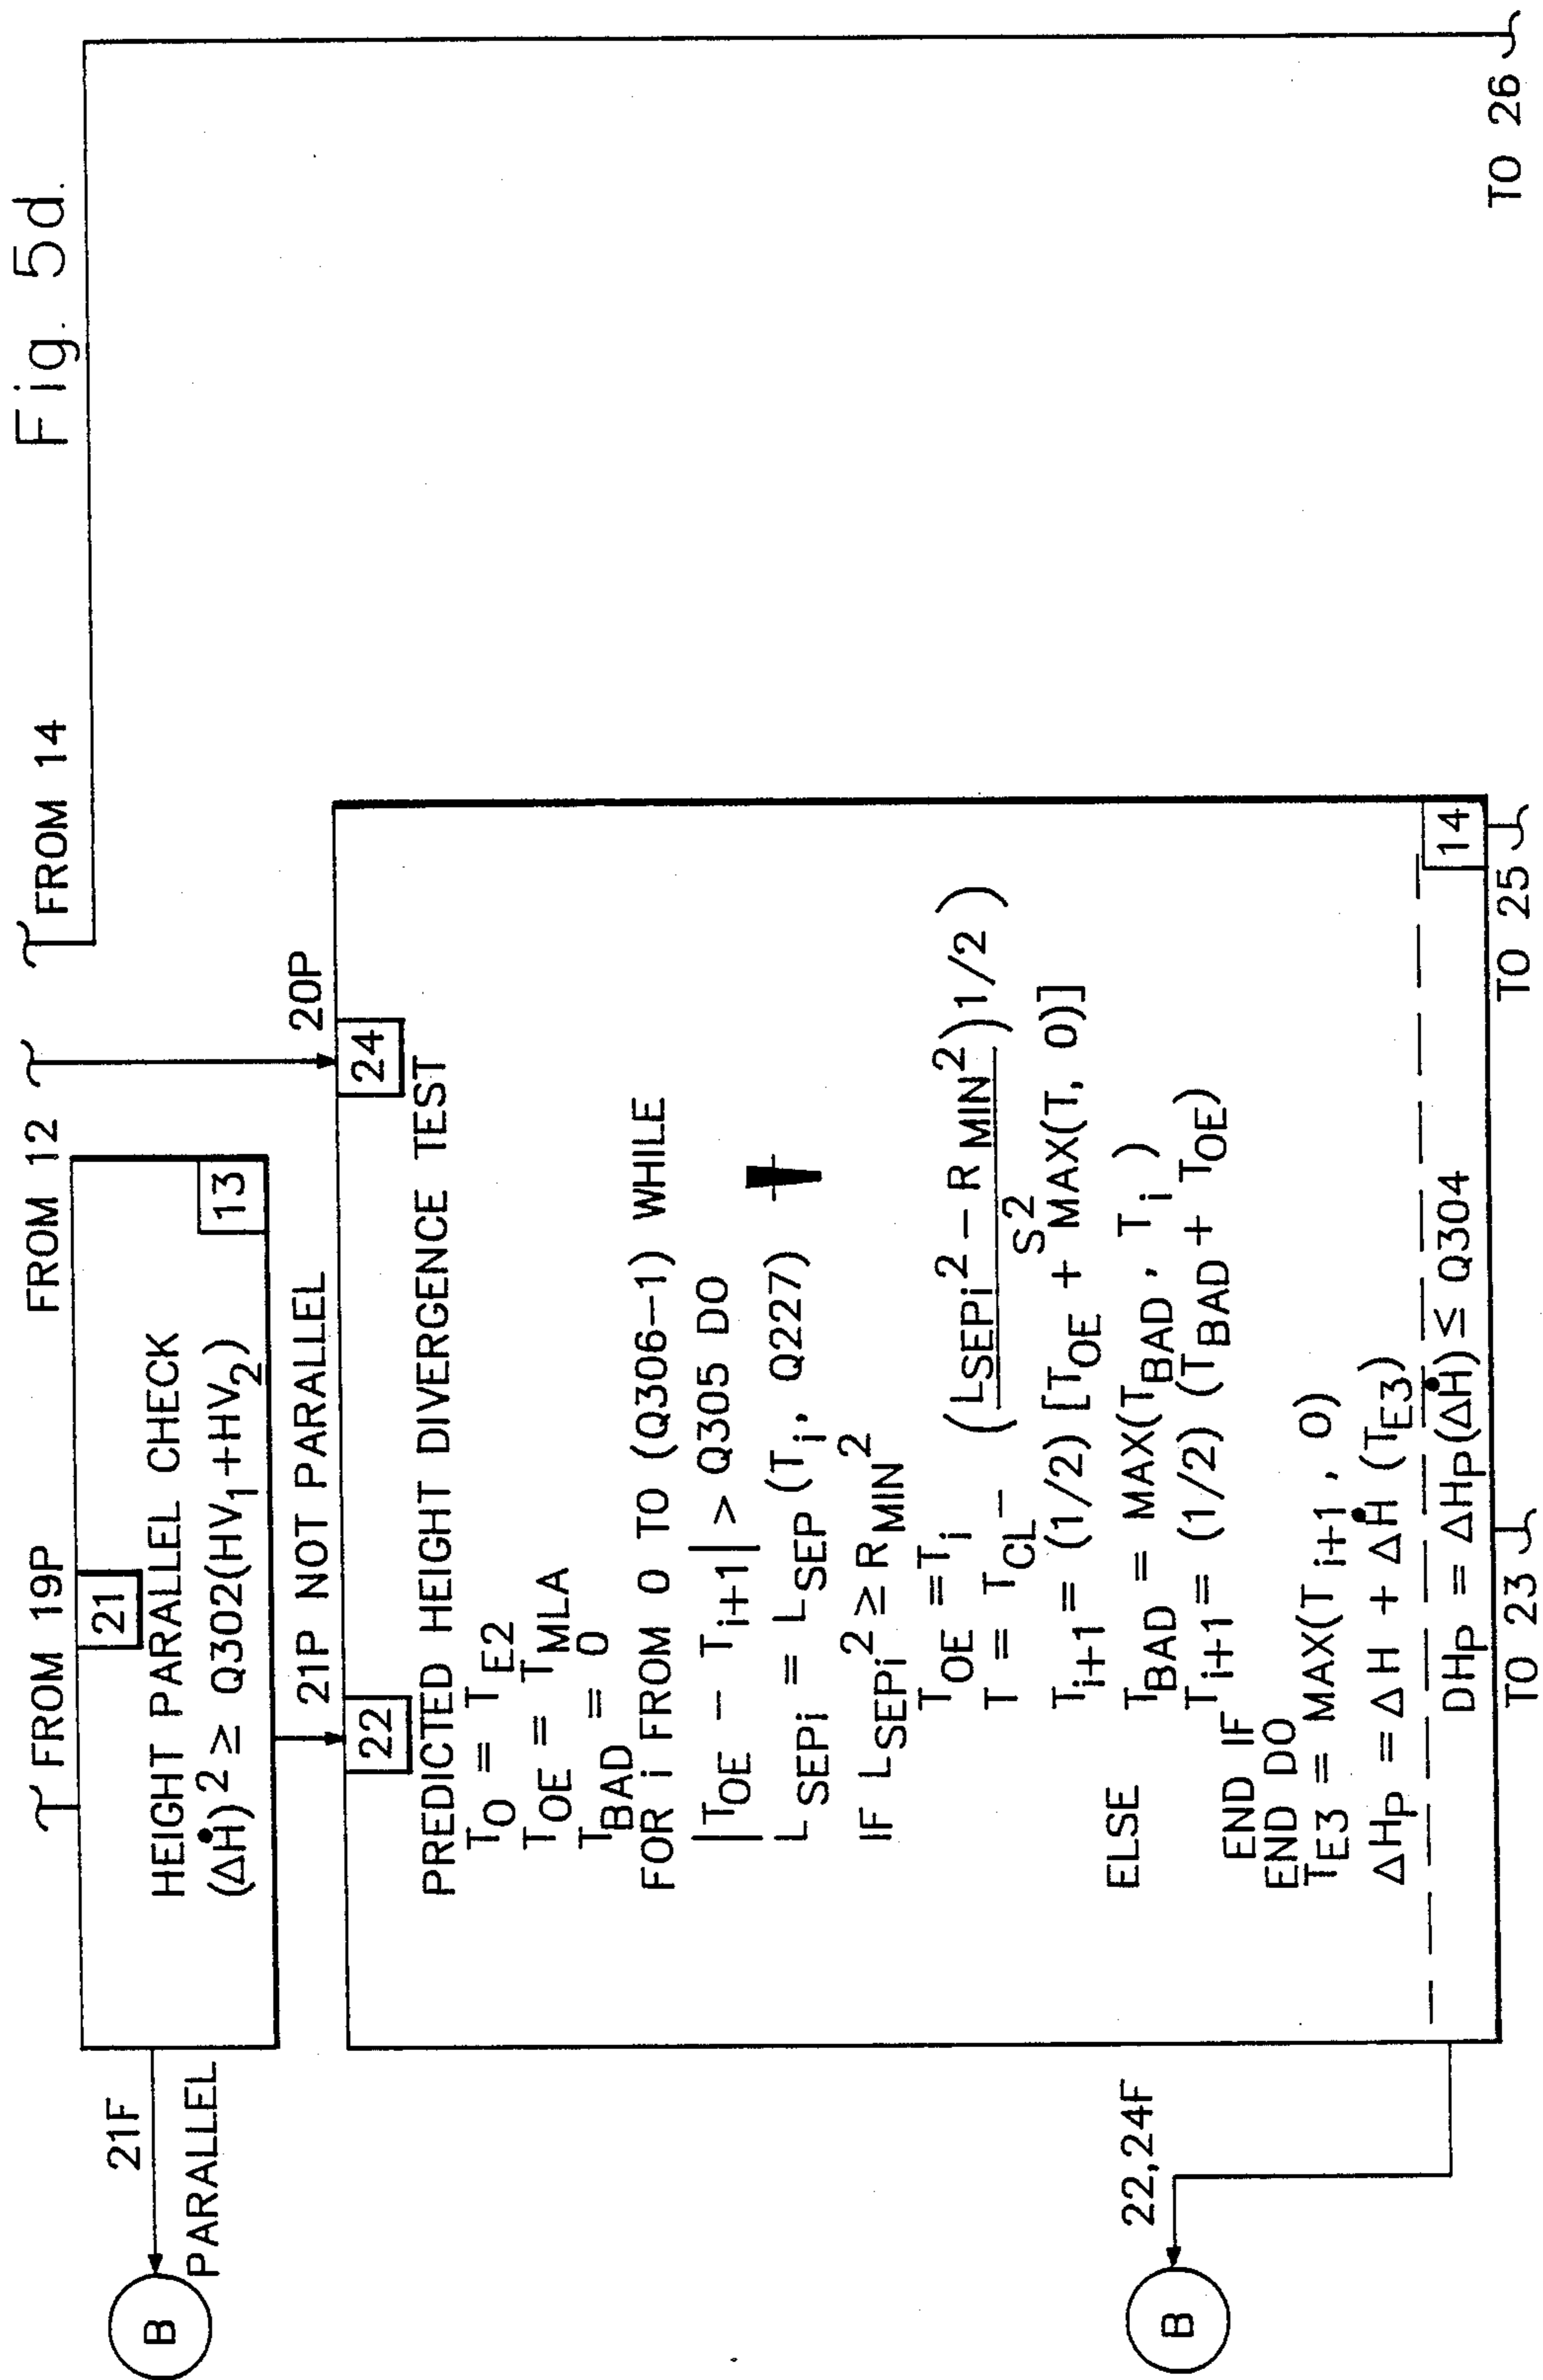 Fig. 5d.
FROM 19P
FROM 12
FROM 14
21
HEIGHT PARALLEL CHECK
(ΔḢ)² ≥ Q302(HV₁+HV₂)
13
21F
PARALLEL
B
21P NOT PARALLEL
20P
22
24
PREDICTED HEIGHT DIVERGENCE TEST
T_O = T_E2
T_OE = T_MLA
T_BAD = 0
FOR i FROM 0 TO (Q306-1) WHILE
|T_OE - T_i+1| > Q305 DO
L_SEPi = L_SEP (T_i, Q227)
IF L_SEPi² ≥ R_MIN²
T_OE = T_i
T = T_CL - ((L_SEPi² - R_MIN²)/S²)^1/2)
T_i+1 = (1/2) [T_OE + MAX(T, 0)]
ELSE T_BAD = MAX(T_BAD, T_i)
T_i+1 = (1/2) (T_BAD + T_OE)
END IF
END DO
T_E3 = MAX(T_i+1, 0)
ΔH_P = ΔH + ΔḢ (T_E3)
DH_P = ΔH_P(ΔḢ) ≤ Q304
14
22,24F
B
TO 23
TO 25
TO 26